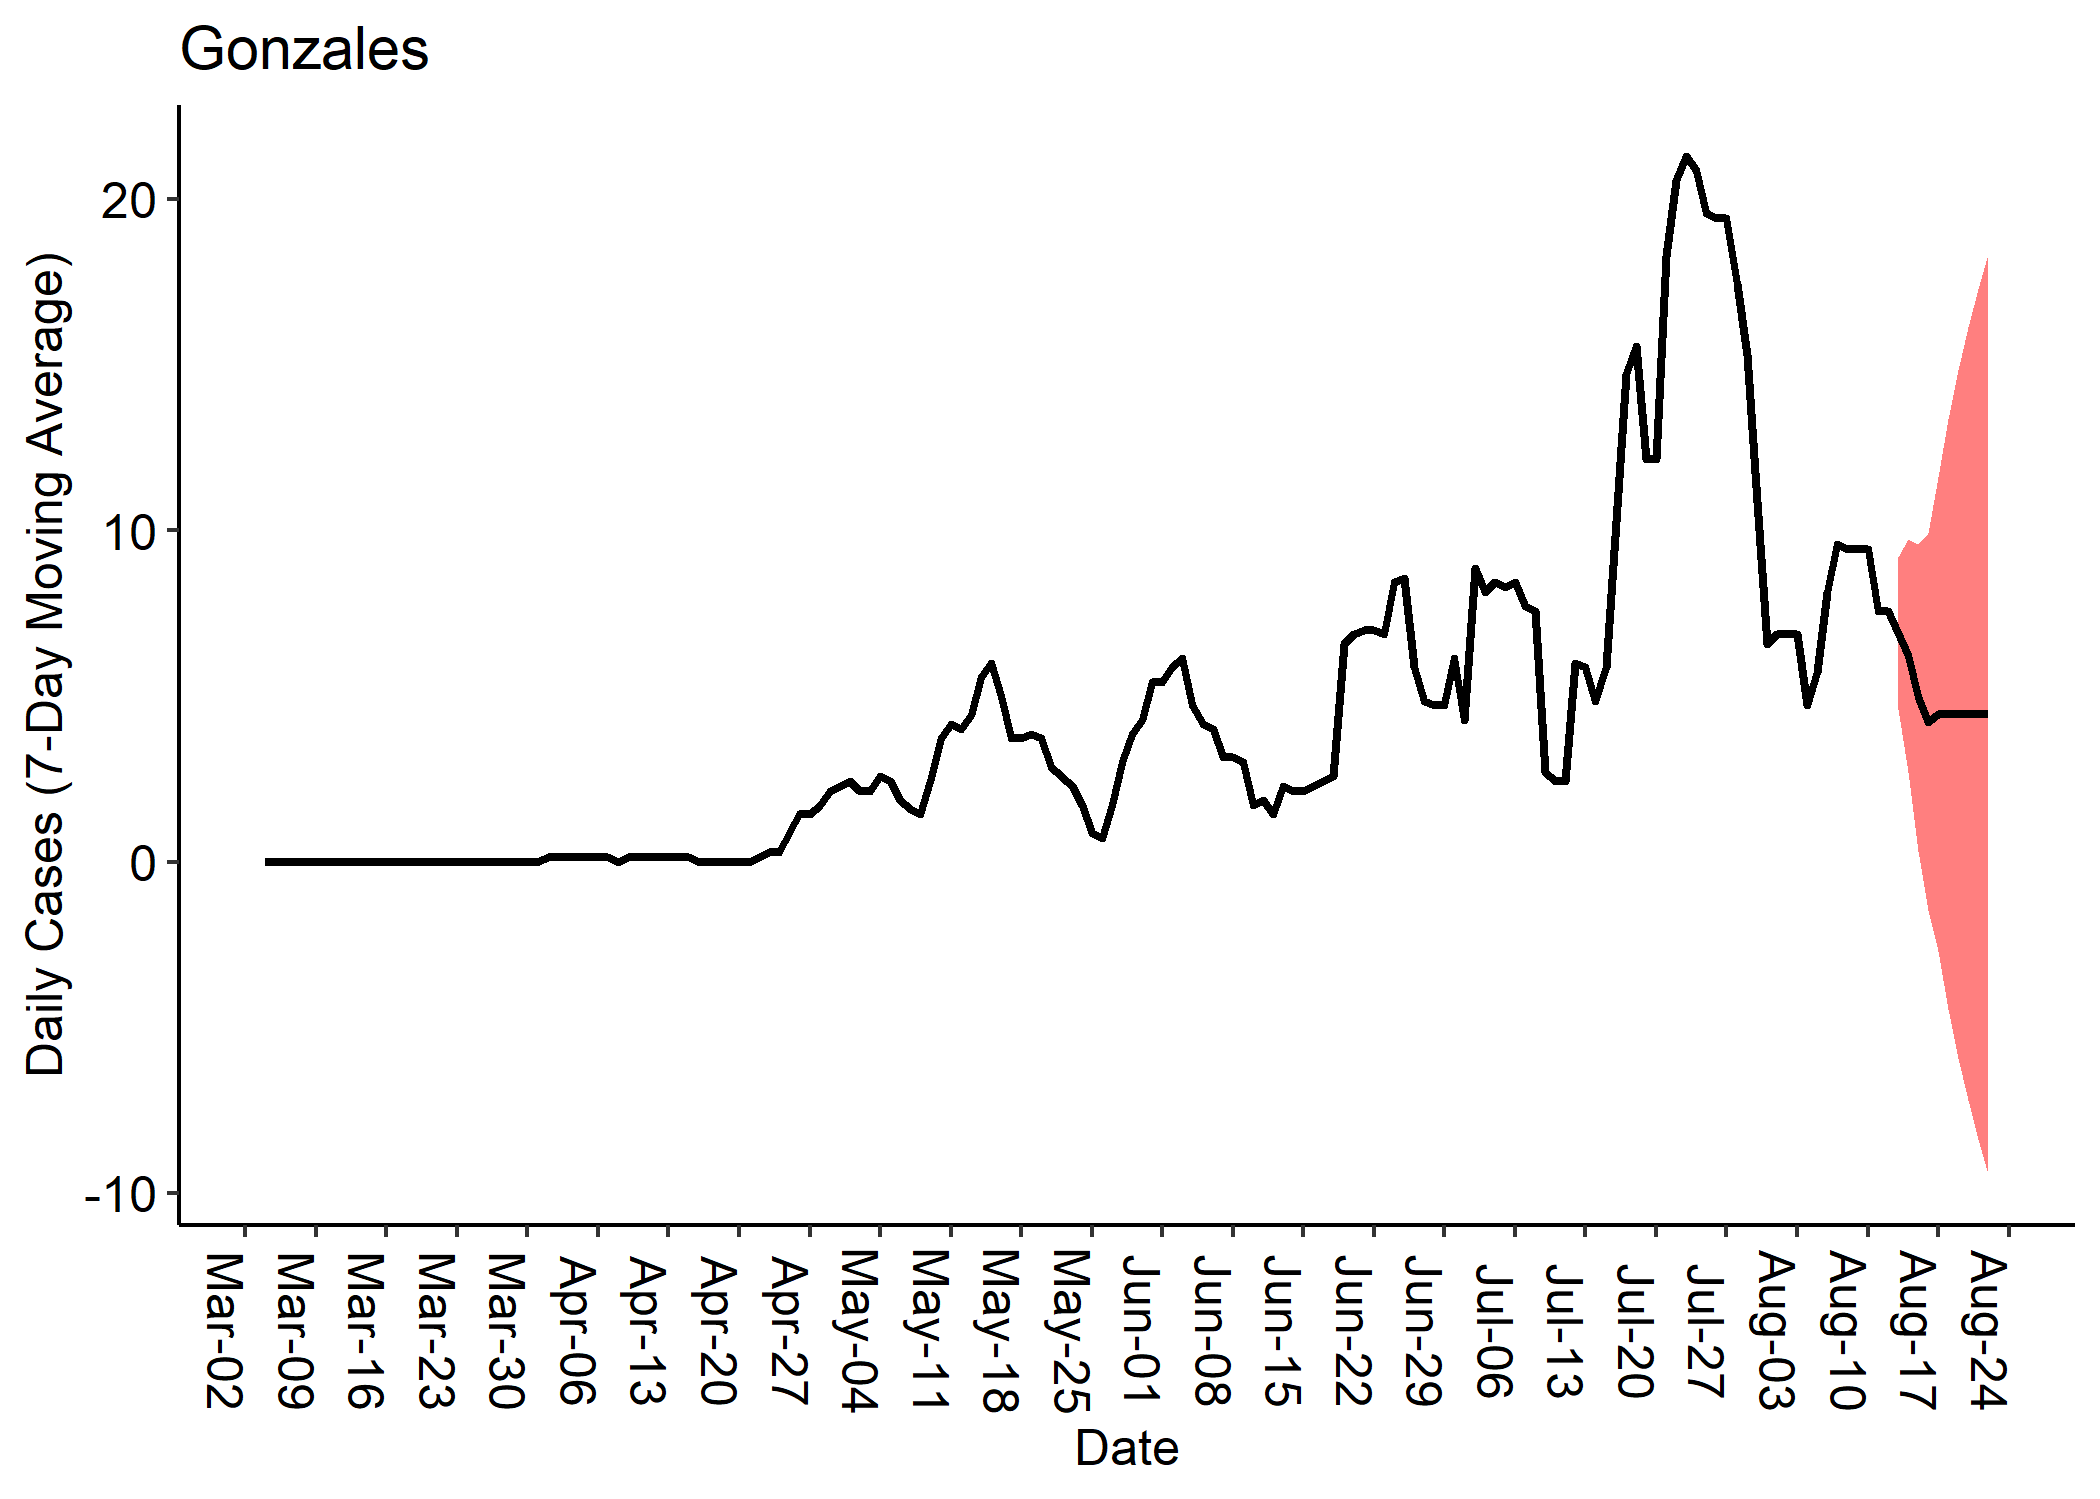 Gonzales
Daily Cases (7-Day Moving Average)
20
10
0
-10
Mar-02
Mar-09
Mar-16
Mar-23
Mar-30
Apr-06
Apr-13
Apr-20
Apr-27
May-04
May-11
May-18
May-25
Jun-01
Jun-08
Jun-15
Jun-22
Jun-29
Jul-06
Jul-13
Jul-20
Jul-27
Aug-03
Aug-10
Aug-17
Aug-24
Date